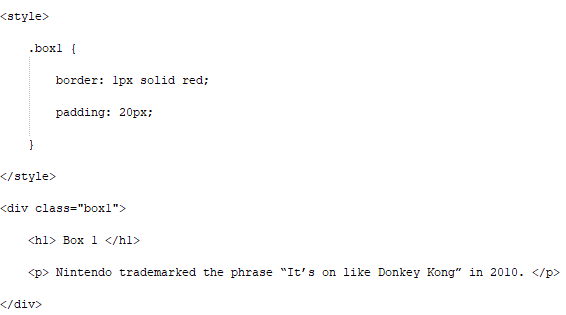 <style>
.box1 {
border: 1px solid red;
padding: 20px;
}
</style>
<div class="box1">
<h1> Box 1 </h1>
<p> Nintendo trademarked the phrase “It’s on like Donkey Kong” in 2010. </p>
</div>